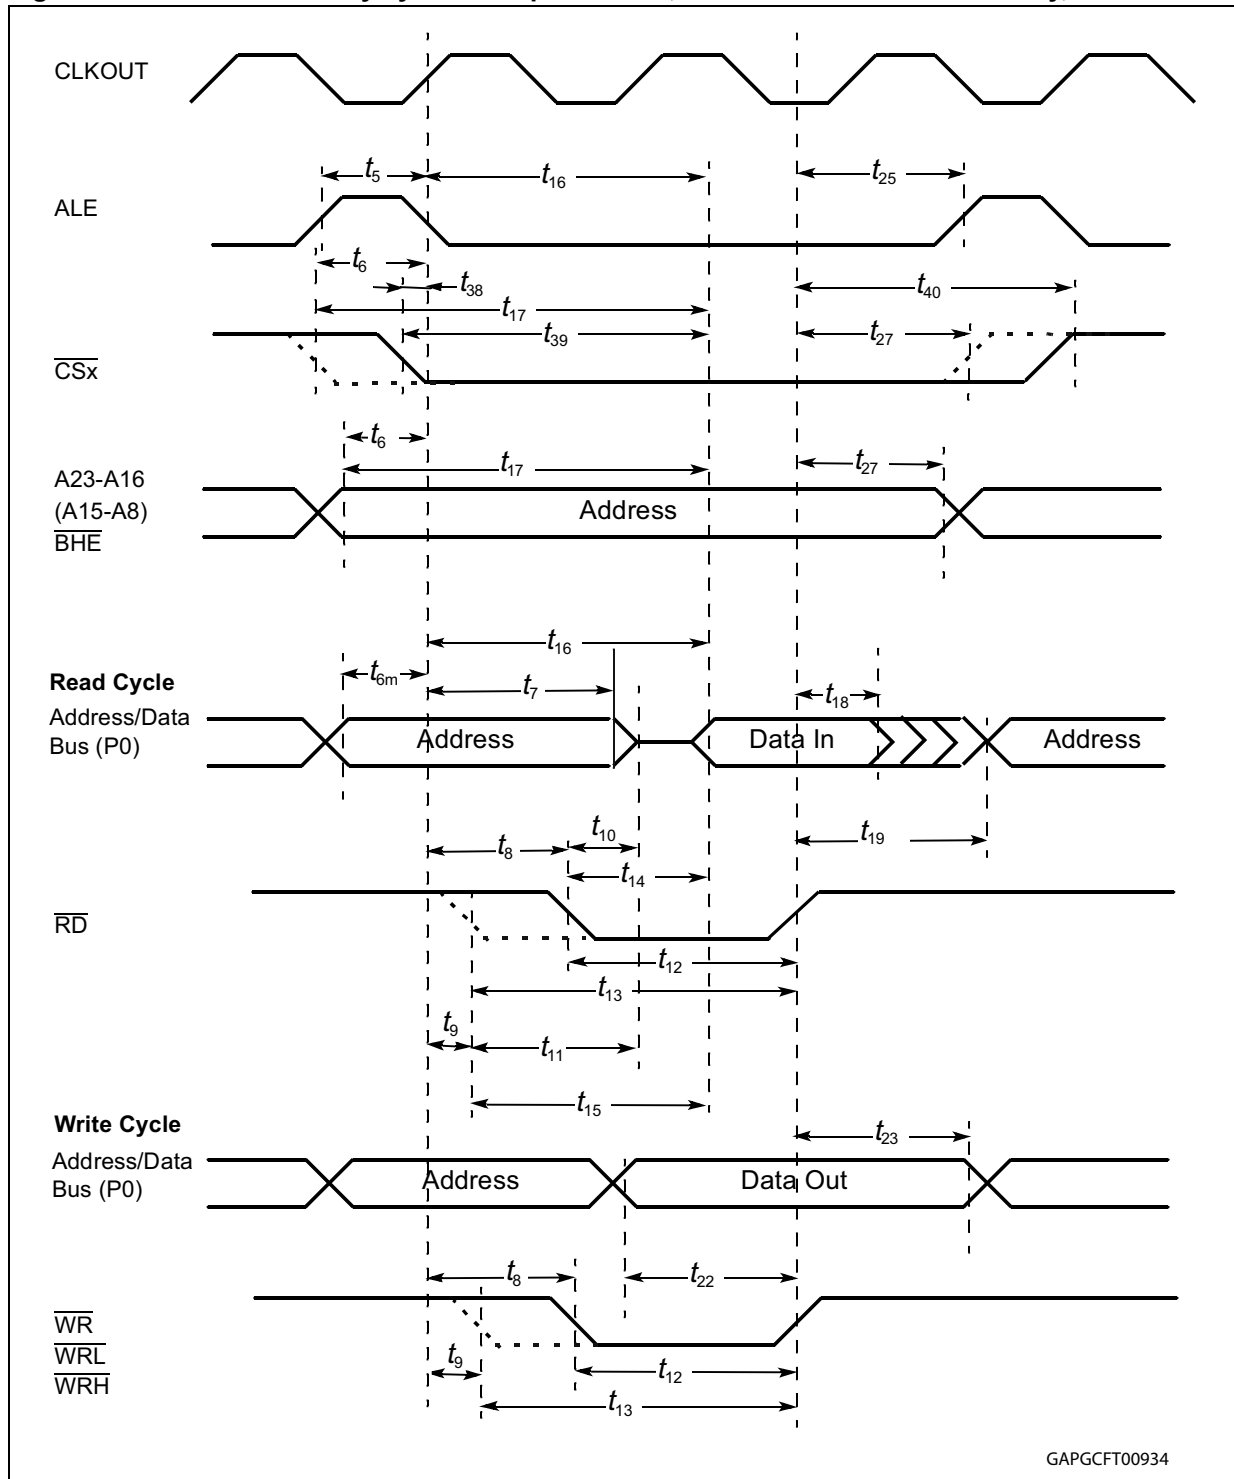 CLKOUT
t5
t16
t25
ALE
t6
t38
t40
t17
t39
t27
CSx
t6
t17
t27
A23-A16
(A15-A8)
Address
BHE
t16
Read Cycle
t6m
t7
t18
Address/Data
Bus (P0)
Address
Data In
Address
t10
t8
t19
t14
RD
t12
t13
t9
t11
t15
Write Cycle
t23
Address/Data
Bus (P0)
Address
Data Out
t8
t22
WR
WRL
WRH
t9
t12
t13
GAPGCFT00934